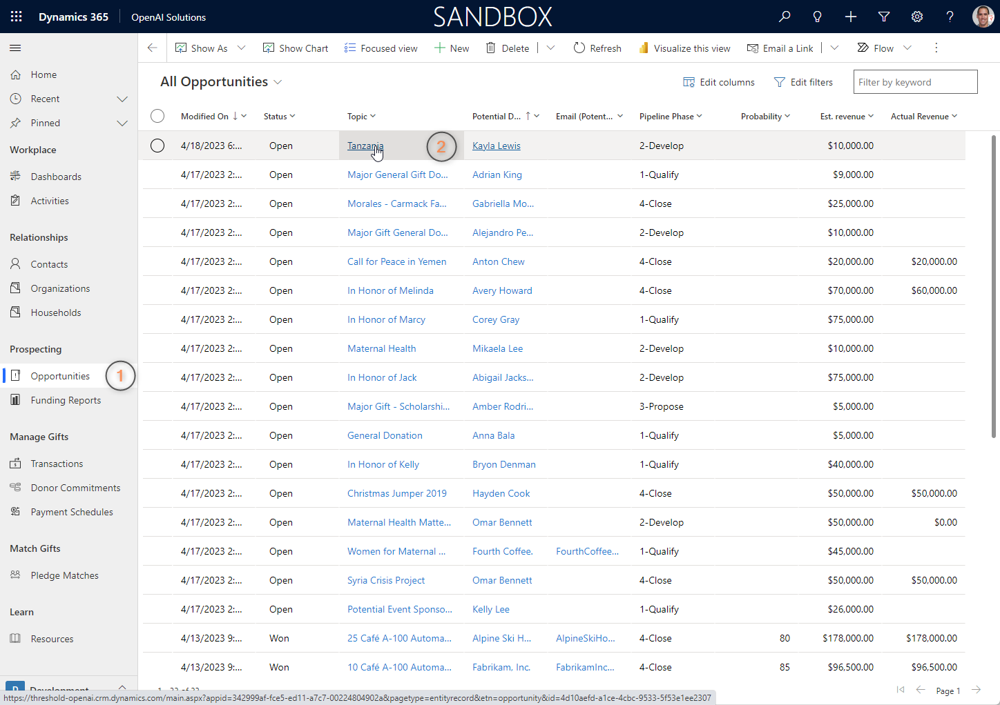 Dynamics 365 OpenAI Solutions SANDBOX
Show As Show Chart Focused view New Delete Refresh Visualize this view Email a Link Flow
Home
Recent
Pinned
Workplace
Dashboards
Activities
Relationships
Contacts
Organizations
Households
Prospecting
Opportunities 1
Funding Reports
Manage Gifts
Transactions
Donor Commitments
Payment Schedules
Match Gifts
Pledge Matches
Learn
Resources
D Development
All Opportunities Edit columns Edit filters Filter by keyword
Modified On Status Topic Potential D... Email (Potent... Pipeline Phase Probability Est. revenue Actual Revenue
4/18/2023 6:... Open Tanzania 2 Kayla Lewis 2-Develop $10,000.00
4/17/2023 2:... Open Major General Gift Do... Adrian King 1-Qualify $9,000.00
4/17/2023 2:... Open Morales - Carmack Fa... Gabriella Mo... 4-Close $25,000.00
4/17/2023 2:... Open Major Gift General Do... Alejandro Pe... 2-Develop $10,000.00
4/17/2023 2:... Open Call for Peace in Yemen Anton Chew 4-Close $20,000.00 $20,000.00
4/17/2023 2:... Open In Honor of Melinda Avery Howard 4-Close $70,000.00 $60,000.00
4/17/2023 2:... Open In Honor of Marcy Corey Gray 1-Qualify $75,000.00
4/17/2023 2:... Open Maternal Health Mikaela Lee 2-Develop $10,000.00
4/17/2023 2:... Open In Honor of Jack Abigail Jacks... 2-Develop $75,000.00
4/17/2023 2:... Open Major Gift - Scholarshi... Amber Rodri... 3-Propose $5,000.00
4/17/2023 2:... Open General Donation Anna Bala 1-Qualify $5,000.00
4/17/2023 2:... Open In Honor of Kelly Bryon Denman 1-Qualify $40,000.00
4/17/2023 2:... Open Christmas Jumper 2019 Hayden Cook 4-Close $50,000.00 $50,000.00
4/17/2023 2:... Open Maternal Health Matte... Omar Bennett 2-Develop $50,000.00 $0.00
4/17/2023 2:... Open Women for Maternal ... Fourth Coffee. FourthCoffee... 1-Qualify $45,000.00
4/17/2023 2:... Open Syria Crisis Project Omar Bennett 4-Close $50,000.00 $50,000.00
4/17/2023 2:... Open Potential Event Sponso... Kelly Lee 1-Qualify $26,000.00
4/13/2023 9:... Won 25 Café A-100 Automa... Alpine Ski H... AlpineSkiHo... 4-Close 80 $178,000.00 $178,000.00
4/13/2023 9:... Won 10 Café A-100 Automa... Fabrikam, Inc. FabrikamInc... 4-Close 85 $96,500.00 $96,500.00
Page 1
https://threshold-openai.crm.dynamics.com/main.aspx?appid=342999af-fce5-ed11-a7c7-00224804902a&pagetype=entityrecord&etn=opportunity&id=4d10aefd-a1ce-4cbc-9533-5f53e1ee2307